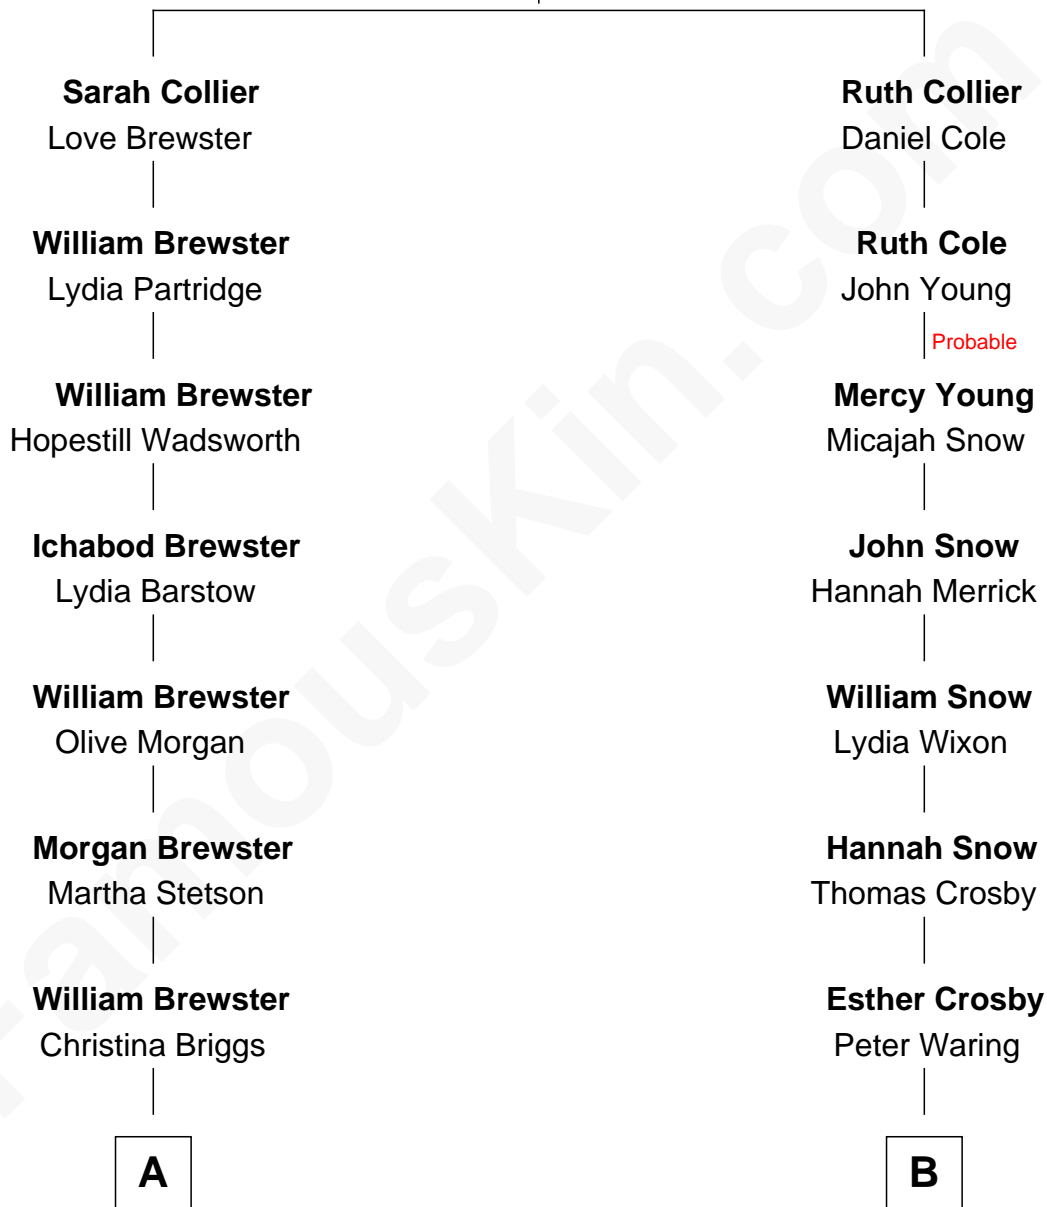 Sarah Collier
Love Brewster
Ruth Collier
Daniel Cole
William Brewster
Lydia Partridge
Ruth Cole
John Young
Probable
William Brewster
Hopestill Wadsworth
Mercy Young
Micajah Snow
Ichabod Brewster
Lydia Barstow
John Snow
Hannah Merrick
William Brewster
Olive Morgan
William Snow
Lydia Wixon
Morgan Brewster
Martha Stetson
Hannah Snow
Thomas Crosby
William Brewster
Christina Briggs
Esther Crosby
Peter Waring
A
B
FamousKin.com